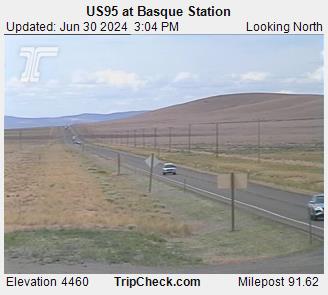 US95 at Basque Station
Updated: Jun 30 2024 3:04 PM Looking North
Elevation 4460 TripCheck.com Milepost 91.62